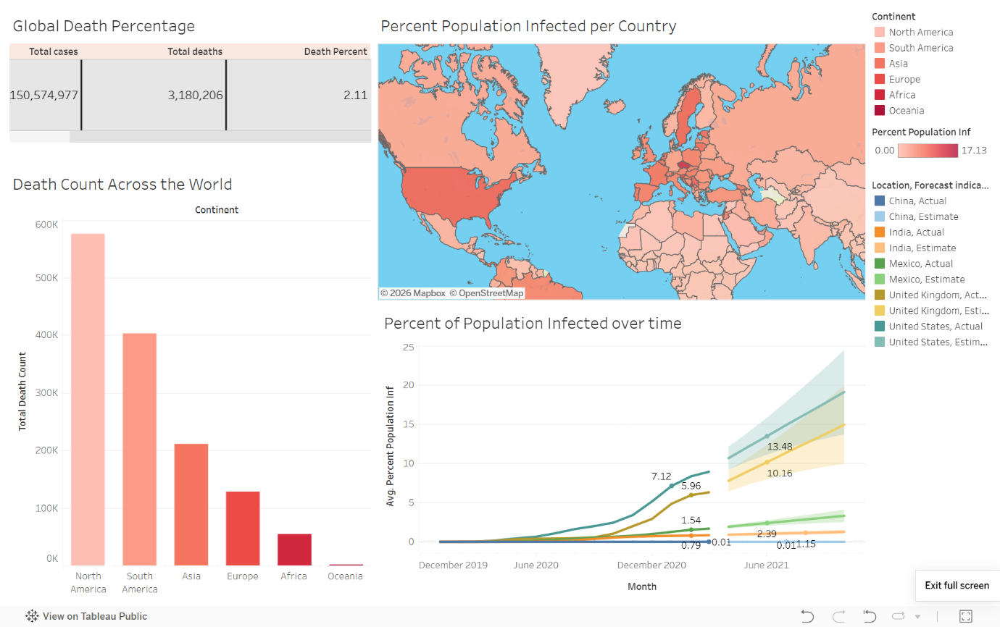 Global Death Percentage
Total cases
Total deaths
Death Percent
150,574,977
3,180,206
2.11
Death Count Across the World
Continent
600K
500K
400K
300K
200K
100K
0K
Total Death Count
North
America
South
America
Asia
Europe
Africa
Oceania
Percent Population Infected per Country
© 2026 Mapbox © OpenStreetMap
Percent of Population Infected over time
25
20
15
10
5
0
Avg. Percent Population Inf
7.12
5.96
1.54
0.79
0.01
13.48
10.16
2.39
0.01
1.15
December 2019
June 2020
December 2020
June 2021
Month
Continent
North America
South America
Asia
Europe
Africa
Oceania
Percent Population Inf
0.00
17.13
Location, Forecast indica...
China, Actual
China, Estimate
India, Actual
India, Estimate
Mexico, Actual
Mexico, Estimate
United Kingdom, Act...
United Kingdom, Esti...
United States, Actual
United States, Estim...
Exit full screen
View on Tableau Public